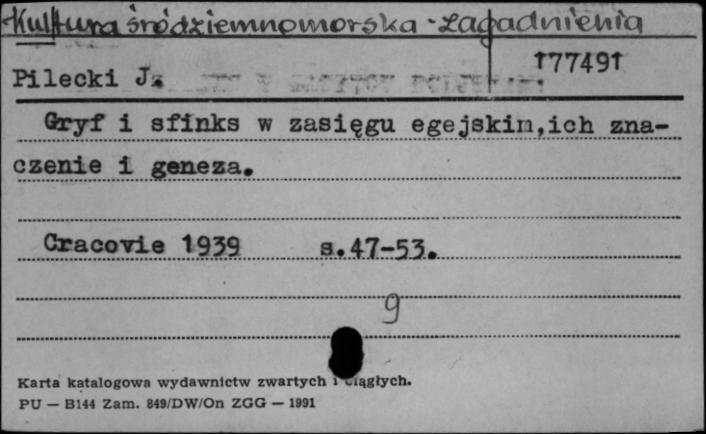 Kultura śródziemnomorska - zagadnienia
Pilecki J.
↑77491
Gryf i sfinks w zasięgu egejskim,ich zna-
czenie i geneza.
Cracovie 1939 s.47-53.
9
Karta katalogowa wydawnictw zwartych i ciągłych.
PU — B144 Zam. 849/DW/On ZGG — 1991